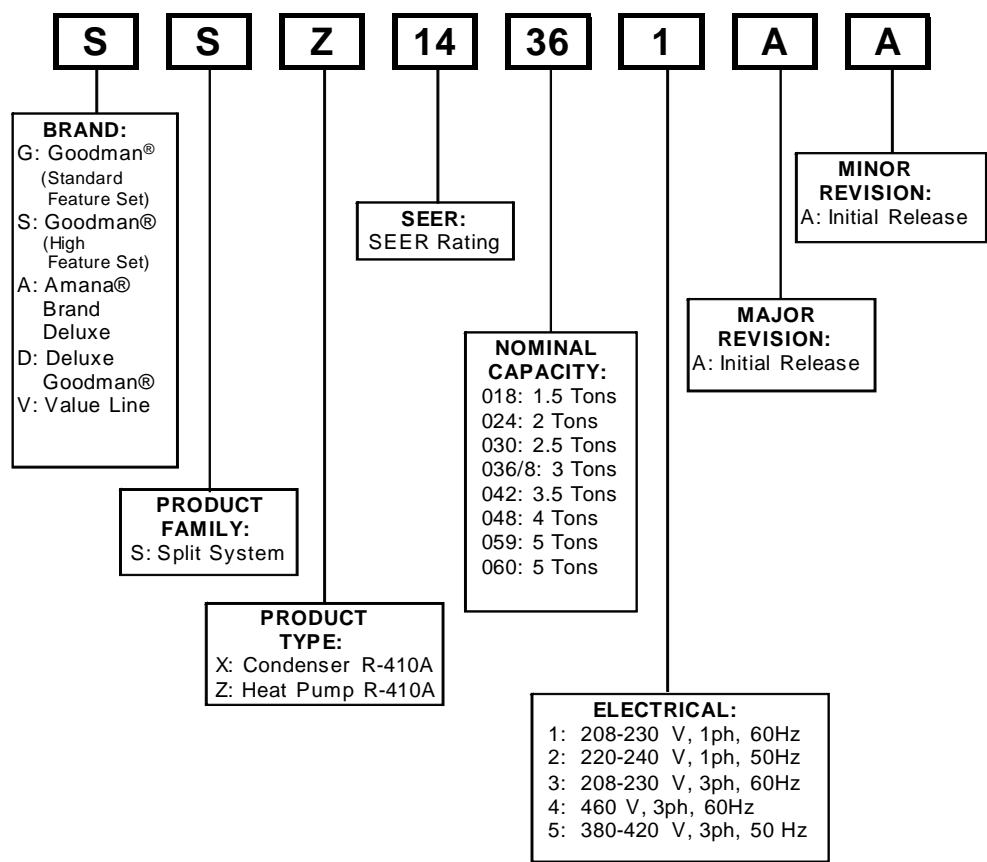 S S Z 14 36 1 A A
BRAND:
G: Goodman®
(Standard
Feature Set)
S: Goodman®
(High
Feature Set)
A: Amana®
Brand
Deluxe
D: Deluxe
Goodman®
V: Value Line
PRODUCT
FAMILY:
S: Split System
PRODUCT
TYPE:
X: Condenser R-410A
Z: Heat Pump R-410A
SEER:
SEER Rating
NOMINAL
CAPACITY:
018: 1.5 Tons
024: 2 Tons
030: 2.5 Tons
036/8: 3 Tons
042: 3.5 Tons
048: 4 Tons
059: 5 Tons
060: 5 Tons
ELECTRICAL:
1: 208-230 V, 1ph, 60Hz
2: 220-240 V, 1ph, 50Hz
3: 208-230 V, 3ph, 60Hz
4: 460 V, 3ph, 60Hz
5: 380-420 V, 3ph, 50 Hz
MAJOR
REVISION:
A: Initial Release
MINOR
REVISION:
A: Initial Release